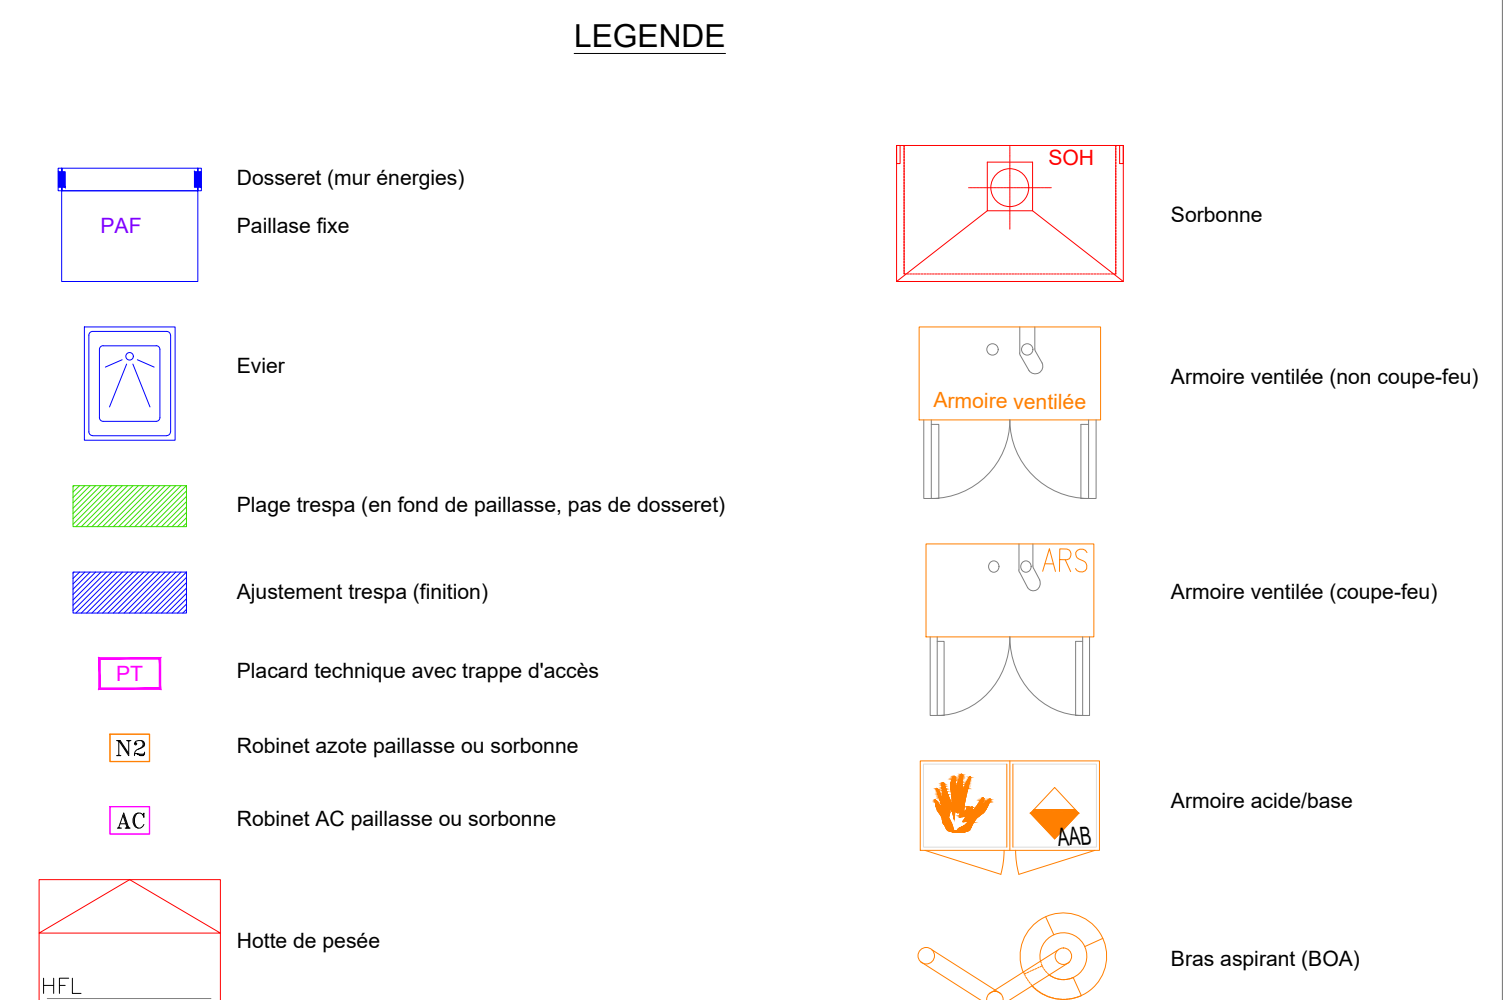 LEGENDE
Dosseret (mur énergies)
PAF
Paillase fixe
Evier
Plage trespa (en fond de paillasse, pas de dosseret)
Ajustement trespa (finition)
PT
Placard technique avec trappe d'accès
N2
Robinet azote paillasse ou sorbonne
AC
Robinet AC paillasse ou sorbonne
Hotte de pesée
HFL
SOH
Sorbonne
Armoire ventilée (non coupe-feu)
Armoire ventilée
ARS
Armoire ventilée (coupe-feu)
Armoire acide/base
AAB
Bras aspirant (BOA)